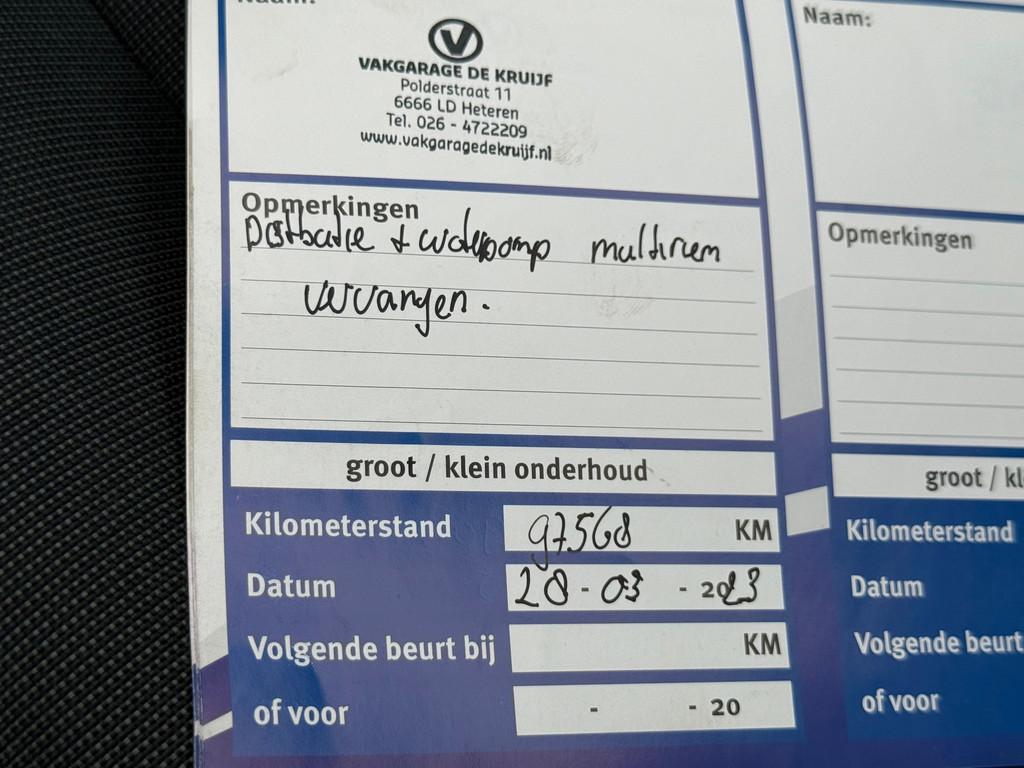 Naam:
VAKGARAGE DE KRUIJF
Polderstraat 11
6666 LD Heteren
Tel. 026 - 4722209
www.vakgaragedekruijf.nl
Opmerkingen
+ waterpomp multiriem
vervangen.
groot / klein onderhoud
Kilometerstand 97568 KM
Datum 28 - 03 - 2023
Volgende beurt bij KM
of voor - - 20
Naam:
Opmerkingen
groot / kl
Kilometerstand
Datum
Volgende beurt
of voor